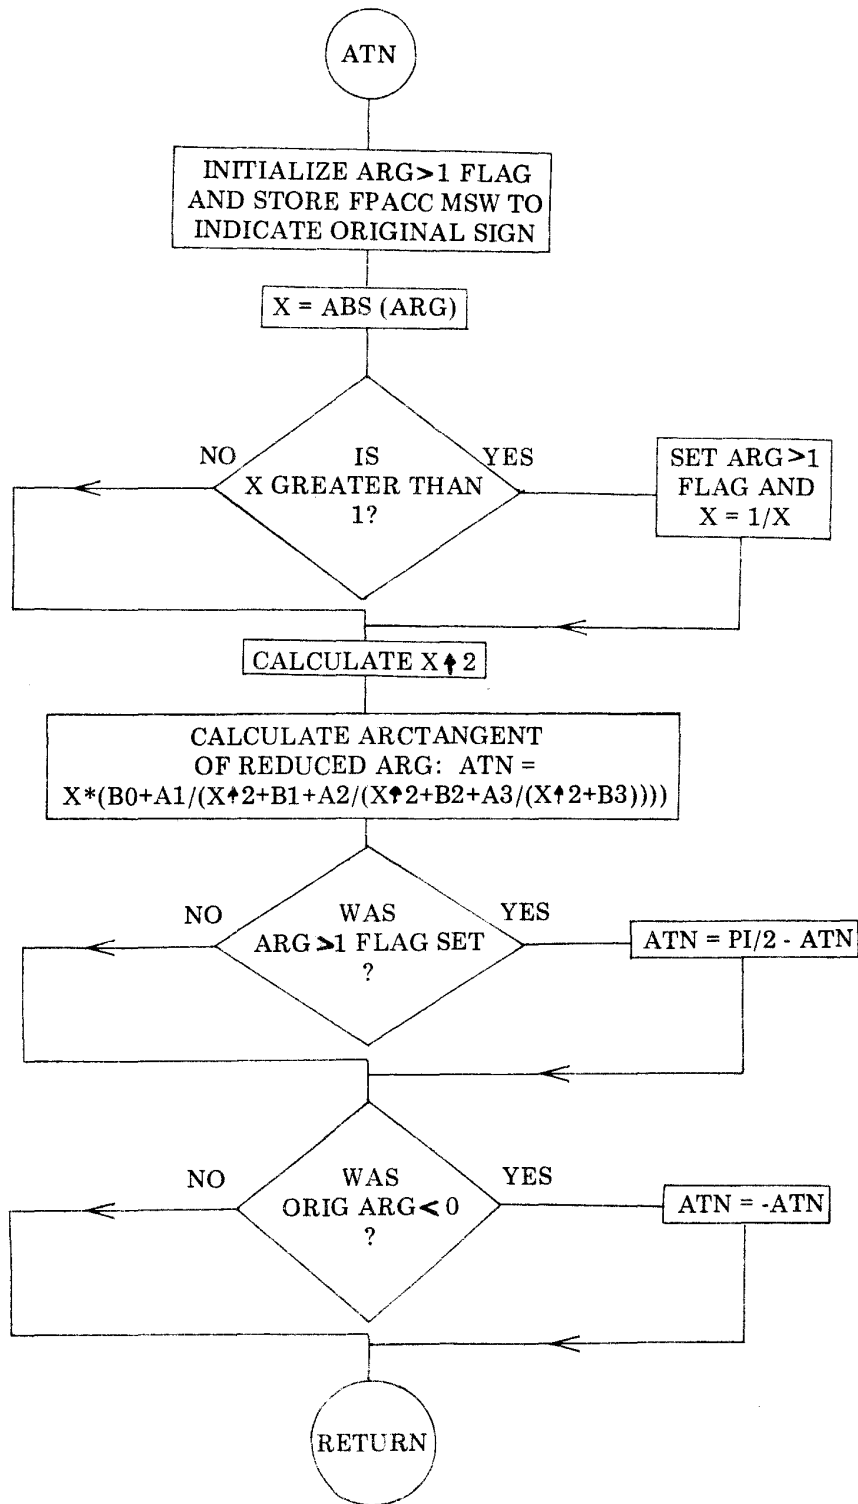 ATN
INITIALIZE ARG>1 FLAG
AND STORE FPACC MSW TO
INDICATE ORIGINAL SIGN
X = ABS (ARG)
NO
IS
X GREATER THAN
1?
YES
SET ARG>1
FLAG AND
X = 1/X
CALCULATE X↑2
CALCULATE ARCTANGENT
OF REDUCED ARG: ATN =
X*(B0+A1/(X↑2+B1+A2/(X↑2+B2+A3/(X↑2+B3))))
NO
WAS
ARG>1 FLAG SET
?
YES
ATN = PI/2 - ATN
NO
WAS
ORIG ARG<0
?
YES
ATN = -ATN
RETURN